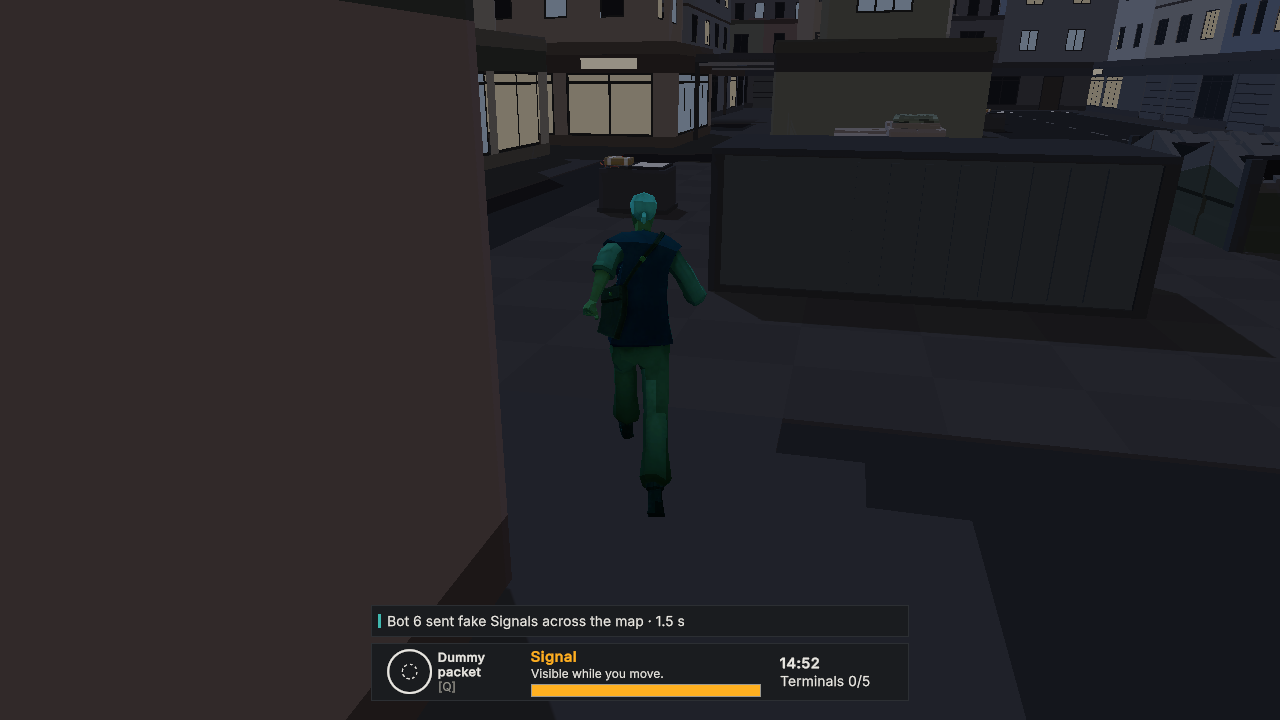 Bot 6 sent fake Signals across the map · 1.5 s
Dummy packet
[Q]
Signal
Visible while you move.
14:52
Terminals 0/5